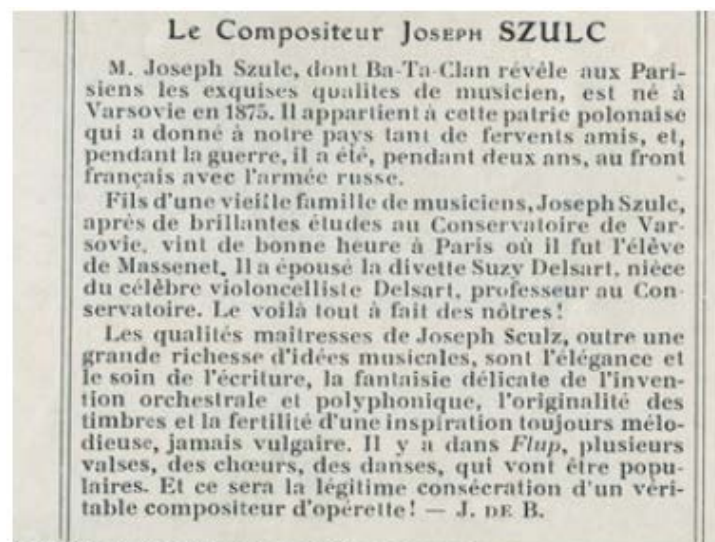 Le Compositeur JOSEPH SZULC
M. Joseph Szulc, dont Ba-Ta-Clan révèle aux Pari-
siens les exquises qualites de musicien, est né à
Varsovie en 1875. Il appartient à cette patrie polonaise
qui a donné à notre pays tant de fervents amis, et,
pendant la guerre, il a été, pendant deux ans, au front
français avec l'armée russe.
Fils d'une vieille famille de musiciens, Joseph Szulc,
après de brillantes études au Conservatoire de Var-
sovie, vint de bonne heure à Paris où il fut l'élève
de Massenet. Il a épousé la divette Suzy Delsart, nièce
du célèbre violoncelliste Delsart, professeur au Con-
servatoire. Le voilà tout à fait des nôtres !
Les qualités maîtresses de Joseph Sculz, outre une
grande richesse d'idées musicales, sont l'élégance et
le soin de l'écriture, la fantaisie délicate de l'inven-
tion orchestrale et polyphonique, l'originalité des
timbres et la fertilité d'une inspiration toujours mélo-
dieuse, jamais vulgaire. Il y a dans Flup, plusieurs
valses, des chœurs, des danses, qui vont être popu-
laires. Et ce sera la légitime consécration d'un véri-
table compositeur d'opérette ! — J. DE B.